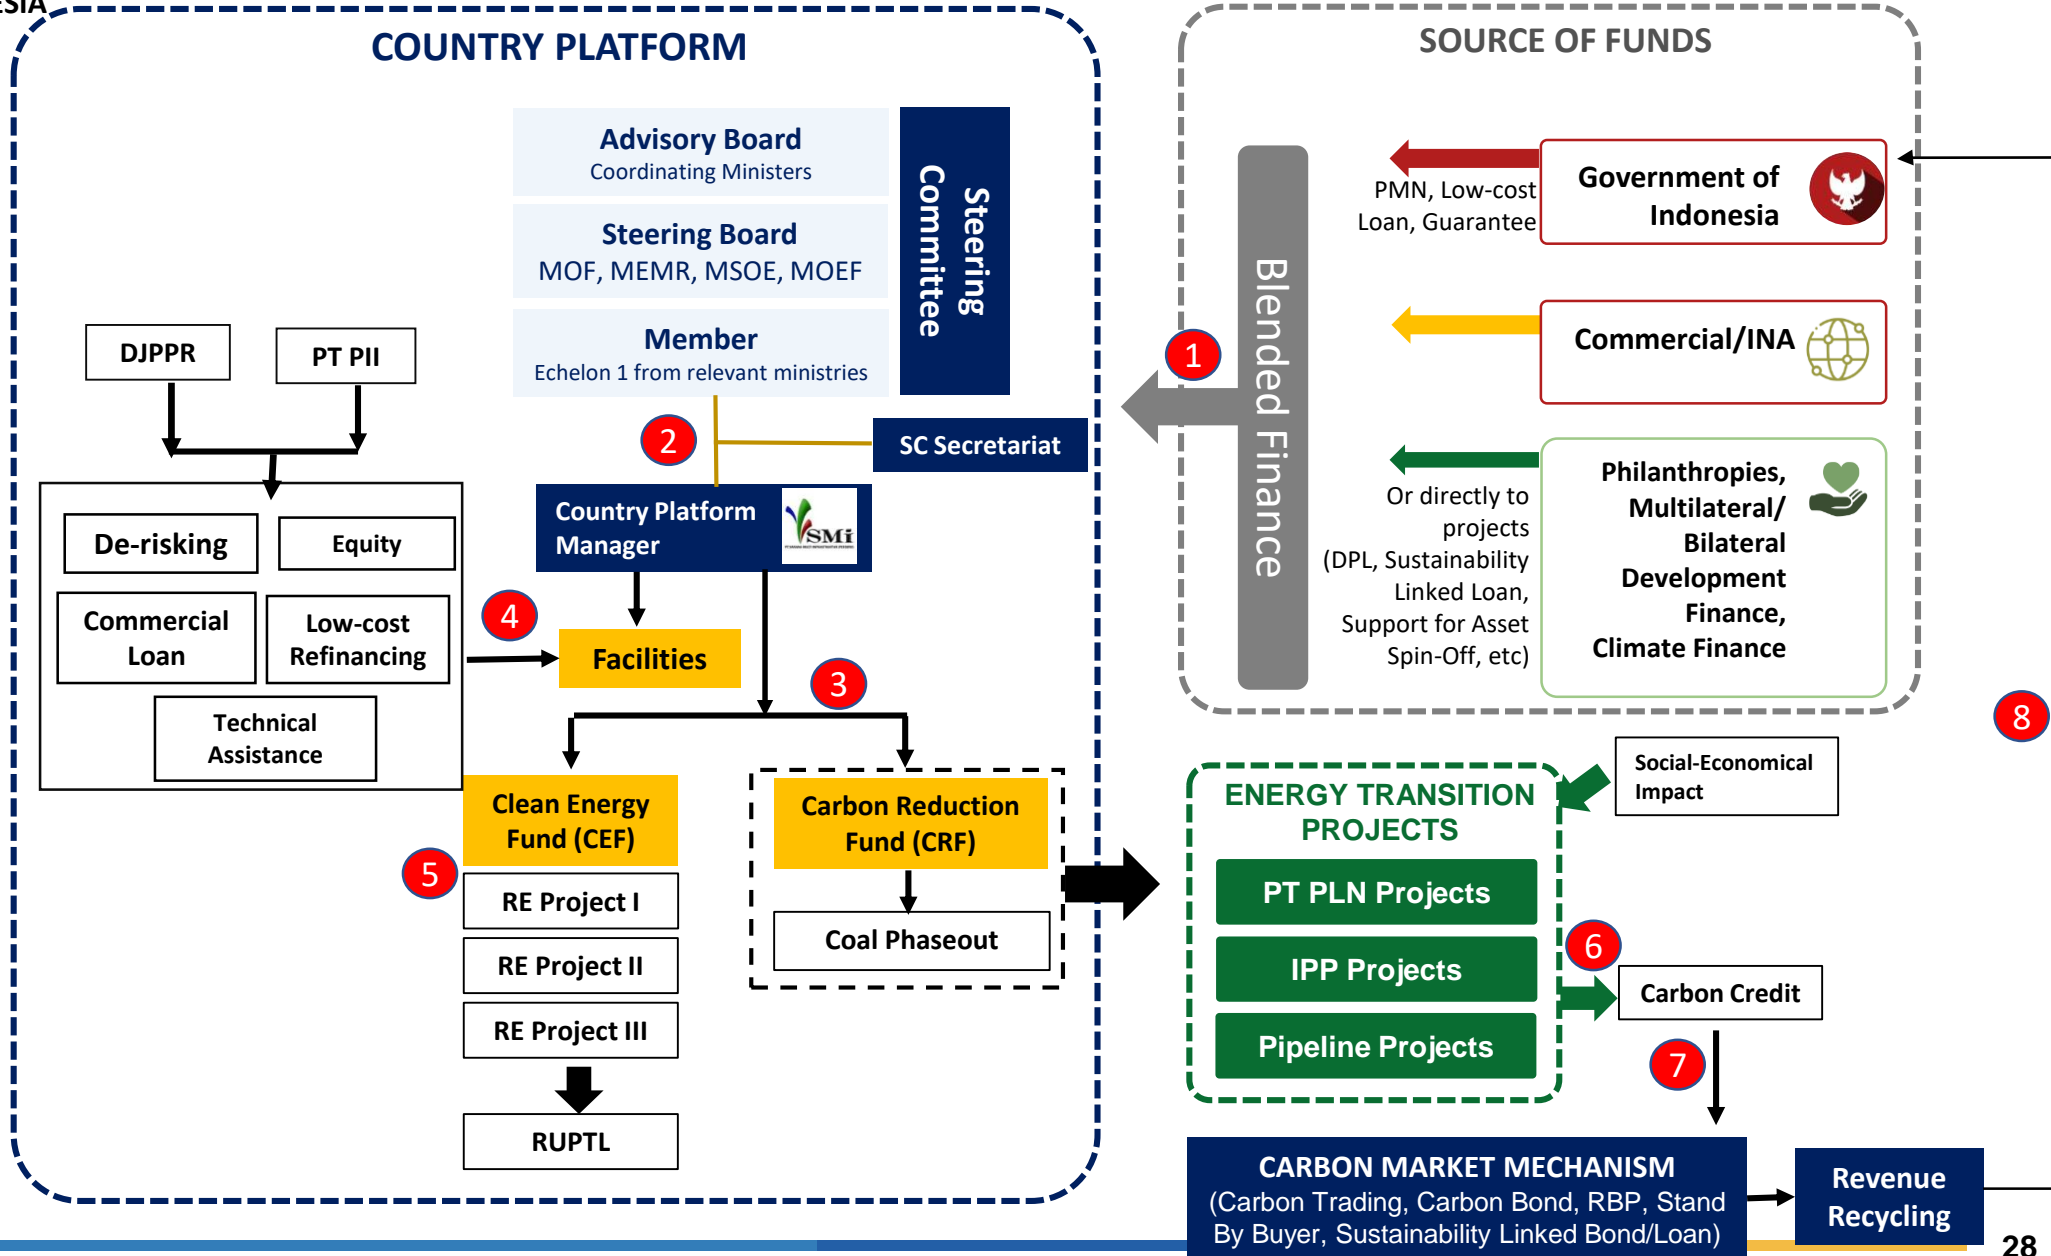 ESIA
COUNTRY PLATFORM
Advisory Board
Coordinating Ministers
Steering Board
MOF, MEMR, MSOE, MOEF
Member
Echelon 1 from relevant ministries
Steering
Committee
DJPPR
PT PII
2
SC Secretariat
Country Platform
Manager
SMi
De-risking
Equity
Commercial
Loan
Low-cost
Refinancing
Technical
Assistance
4
Facilities
3
Clean Energy
Fund (CEF)
5
RE Project I
RE Project II
RE Project III
RUPTL
Carbon Reduction
Fund (CRF)
Coal Phaseout
SOURCE OF FUNDS
1
Blended Finance
PMN, Low-cost
Loan, Guarantee
Government of
Indonesia
Commercial/INA
Or directly to
projects
(DPL, Sustainability
Linked Loan,
Support for Asset
Spin-Off, etc)
Philanthropies,
Multilateral/
Bilateral
Development
Finance,
Climate Finance
8
Social-Economical
Impact
ENERGY TRANSITION
PROJECTS
PT PLN Projects
IPP Projects
Pipeline Projects
6
Carbon Credit
7
CARBON MARKET MECHANISM
(Carbon Trading, Carbon Bond, RBP, Stand
By Buyer, Sustainability Linked Bond/Loan)
Revenue
Recycling
28